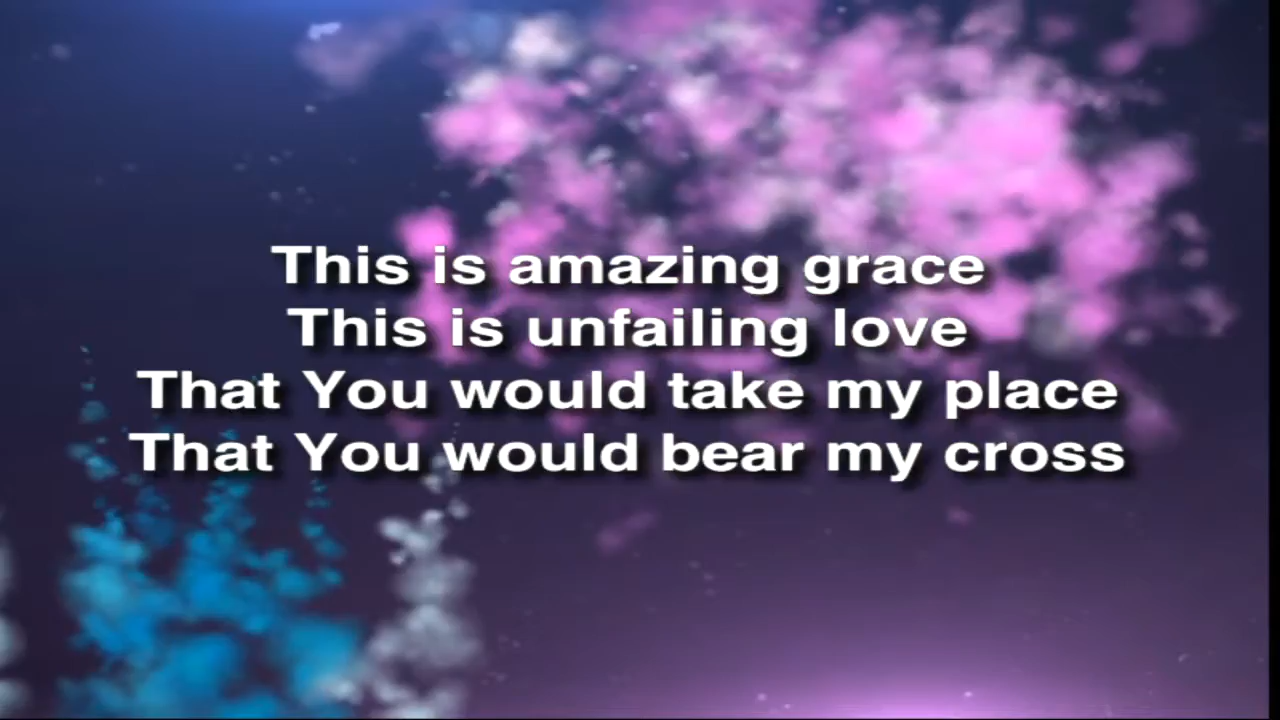 This is amazing grace
This is unfailing love
That You would take my place
That You would bear my cross